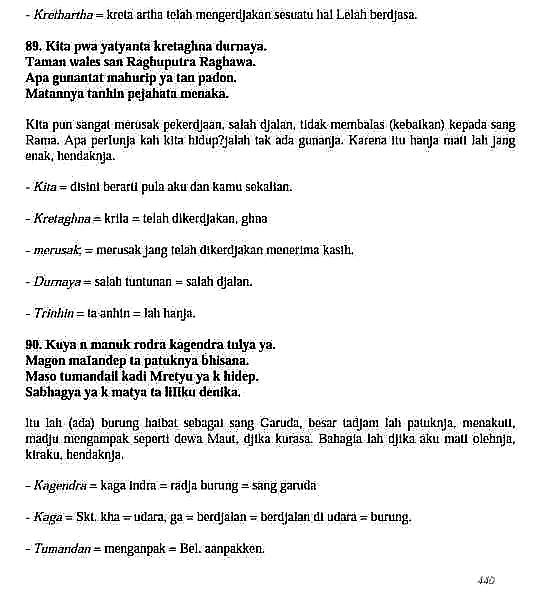 - Krethartha = kreta artha telah mengerdjakan sesuatu hal Lelah berdjasa.
89. Kita pwa yatyanta kretaghna durnaya.
Taman wales san Raghuputra Raghawa.
Apa gunantat mahurip ya tan padon.
Matannya tanhin pejahata menaka.
Kita pun sangat merusak pekerdjaan, salah djalan, tidak membalas (kebaikan) kepada sang
Rama. Apa perlunja kah kita hidup?jalah tak ada gunanja. Karena itu hanja mati lah jang
enak, hendaknja.
- Kita = disini berarti pula aku dan kamu sekalian.
- Kretaghna = krita = telah dikerdjakan, ghna
- merusak; = merusak jang telah dikerdjakan menerima kasih.
- Durnaya = salah tuntunan = salah djalan.
- Trinhin = ta-anhin = lah hanja.
90. Kuya n manuk rodra kagendra tulya ya.
Magon maIandep ta patuknya bhisana.
Maso tumandail kadi Mretyu ya k hidep.
Sabhagya ya k matya ta liIIku denika.
Itu lah (ada) burung haibat sebagai sang Garuda, besar tadjam lah patuknja, menakuti,
madju mengampak seperti dewa Maut, djika kurasa. Bahagia lah djika aku mati olehnja,
kiraku, hendaknja.
- Kagendra = kaga indra = radja burung = sang garuda
- Kaga = Skt. kha = udara, ga = berdjalan = berdjalan di udara = burung.
- Tumandan = menganpak = Bel. aanpakken.
440